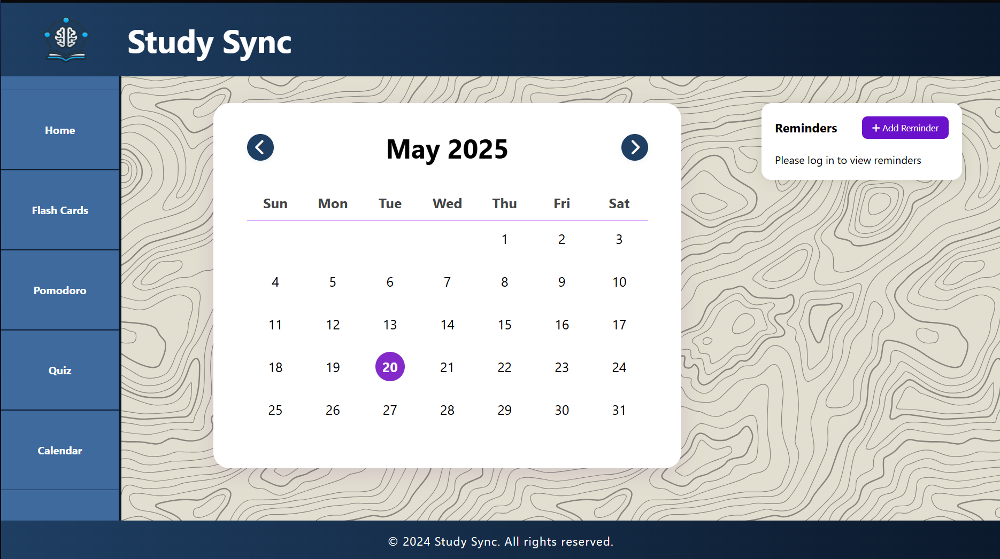 Study Sync
Home
Flash Cards
Pomodoro
Quiz
Calendar
May 2025
Sun Mon Tue Wed Thu Fri Sat
1 2 3
4 5 6 7 8 9 10
11 12 13 14 15 16 17
18 19 20 21 22 23 24
25 26 27 28 29 30 31
Reminders
+ Add Reminder
Please log in to view reminders
© 2024 Study Sync. All rights reserved.